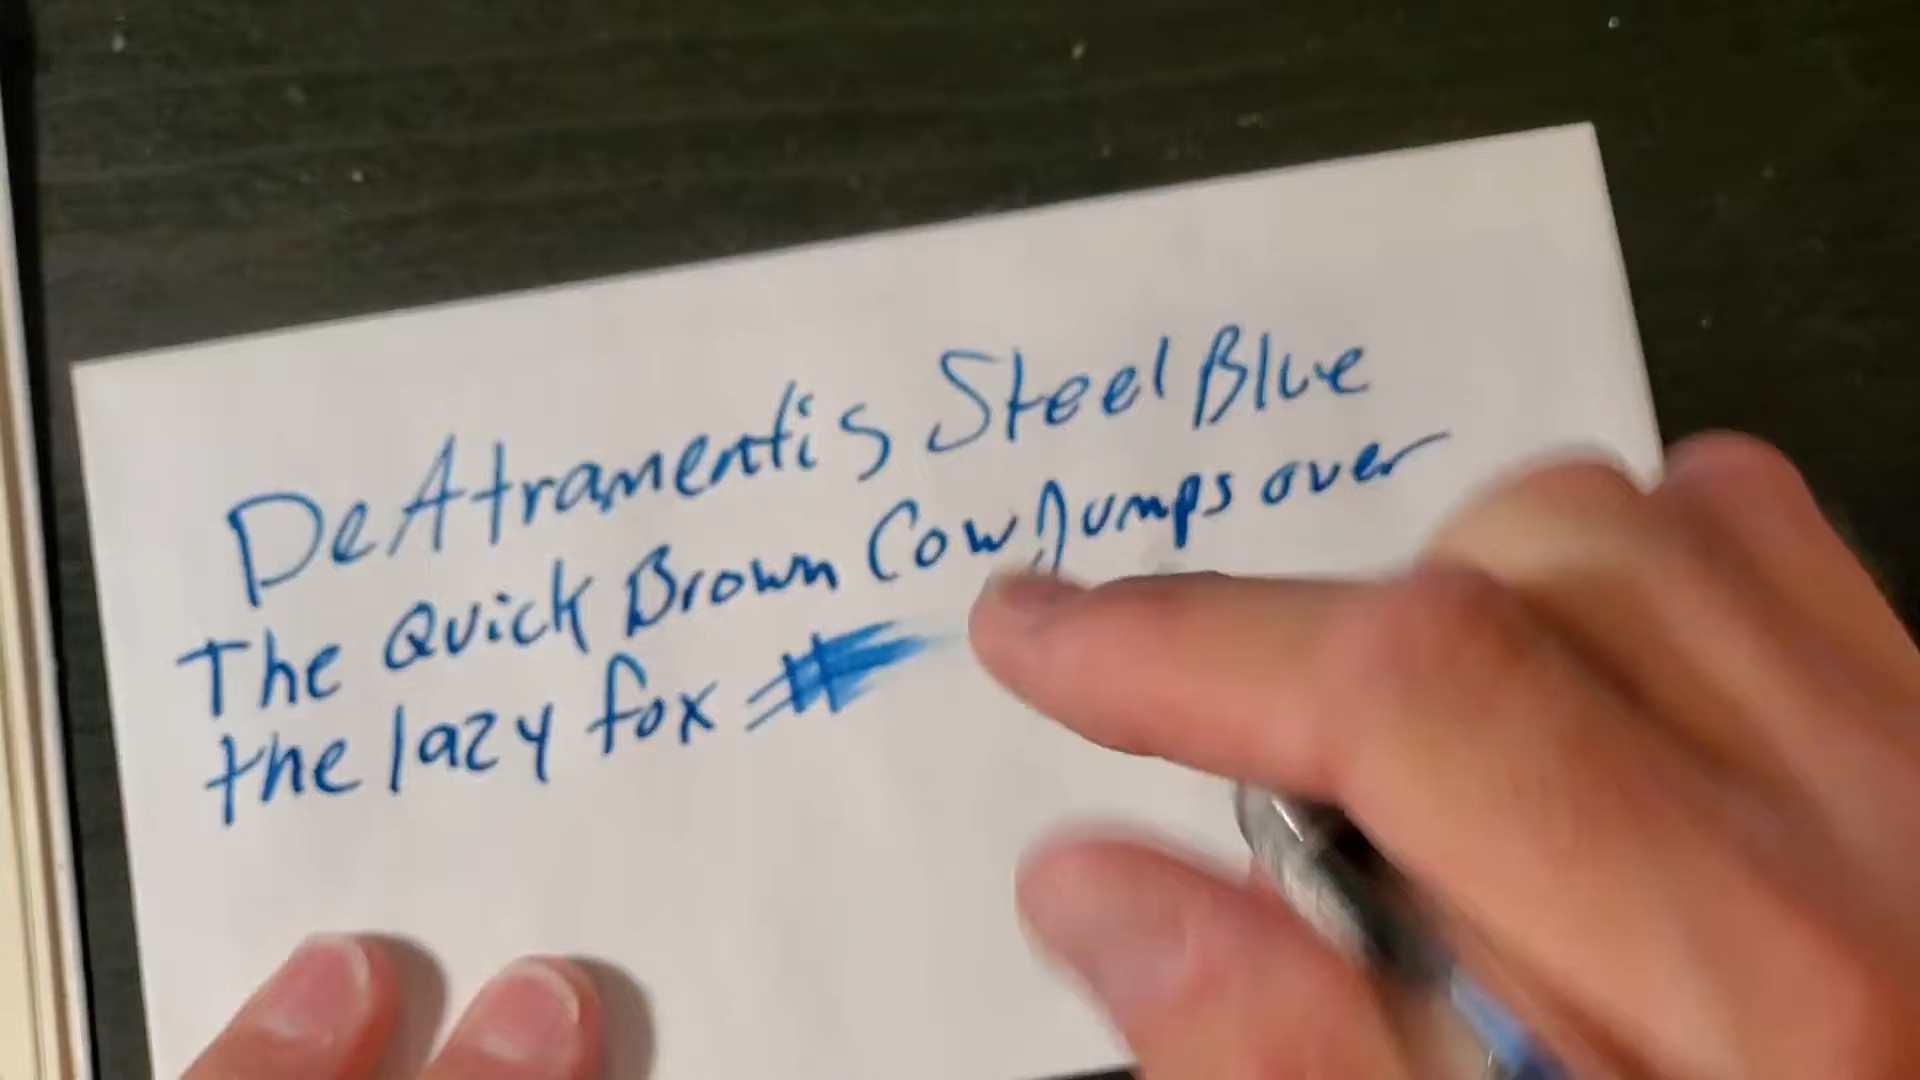 DeAtramentis Steel Blue
The Quick Brown Cow Jumps over
the lazy fox